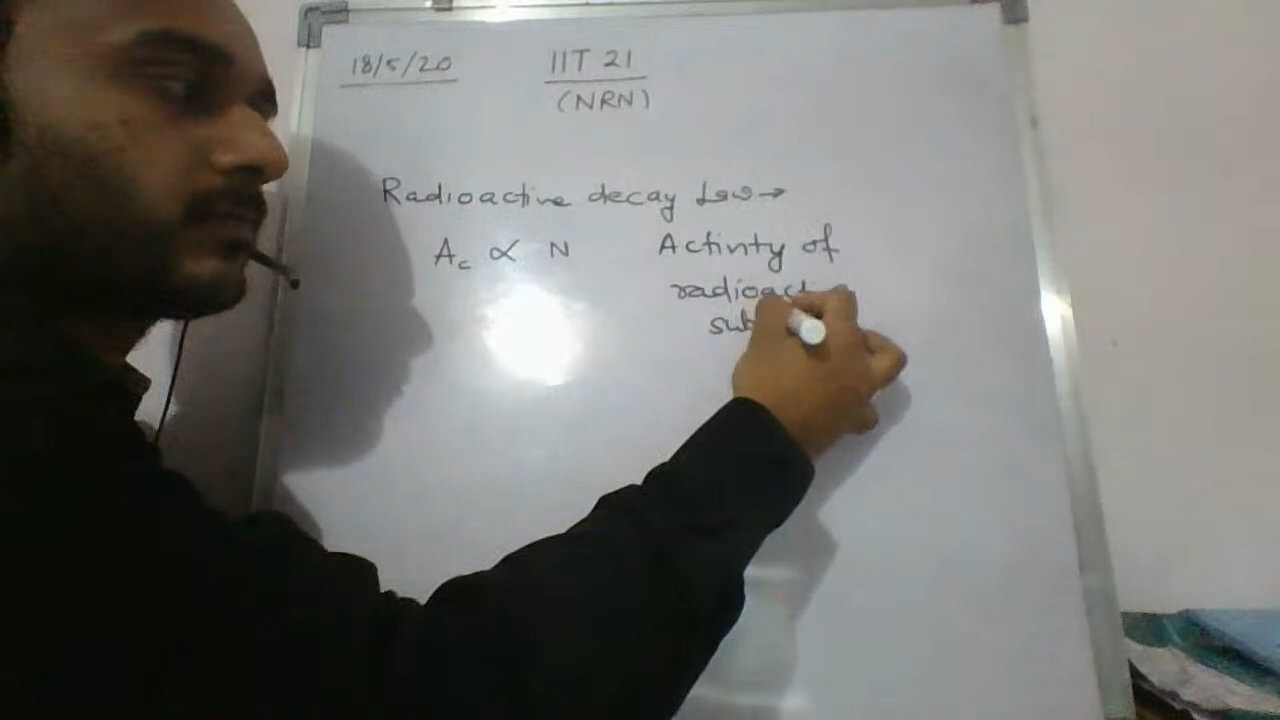 18/5/20 IIT 21
(NRN)
Radioactive decay Law →
A꜀ ∝ N Activity of